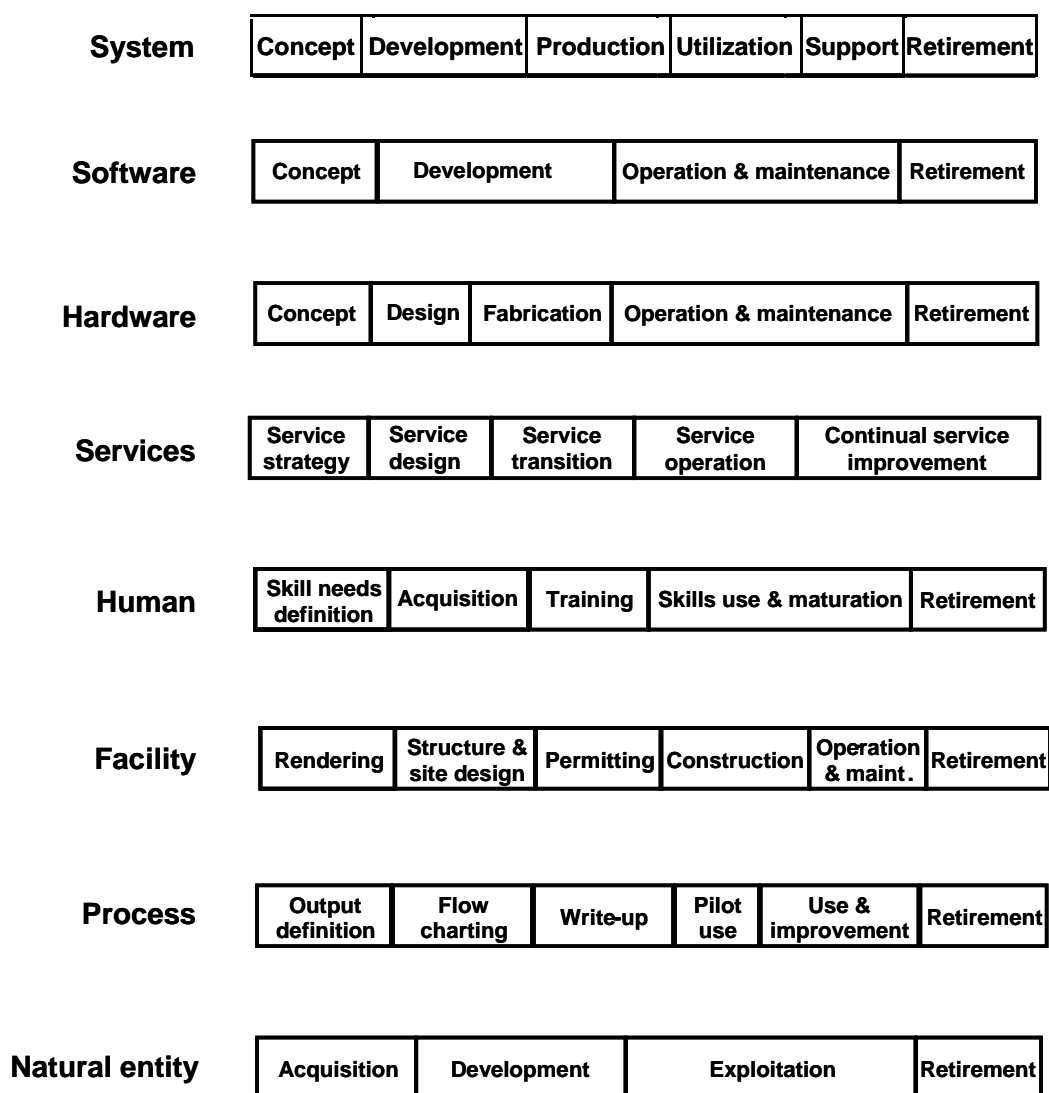 System Concept Development Production Utilization Support Retirement
Software Concept Development Operation & maintenance Retirement
Hardware Concept Design Fabrication Operation & maintenance Retirement
Services
Service strategy
Service design
Service transition
Service operation
Continual service improvement
Human
Skill needs definition
Acquisition Training Skills use & maturation Retirement
Facility
Rendering
Structure & site design
Permitting Construction
Operation & maint.
Retirement
Process
Output definition
Flow charting
Write-up
Pilot use
Use & improvement
Retirement
Natural entity Acquisition Development Exploitation Retirement